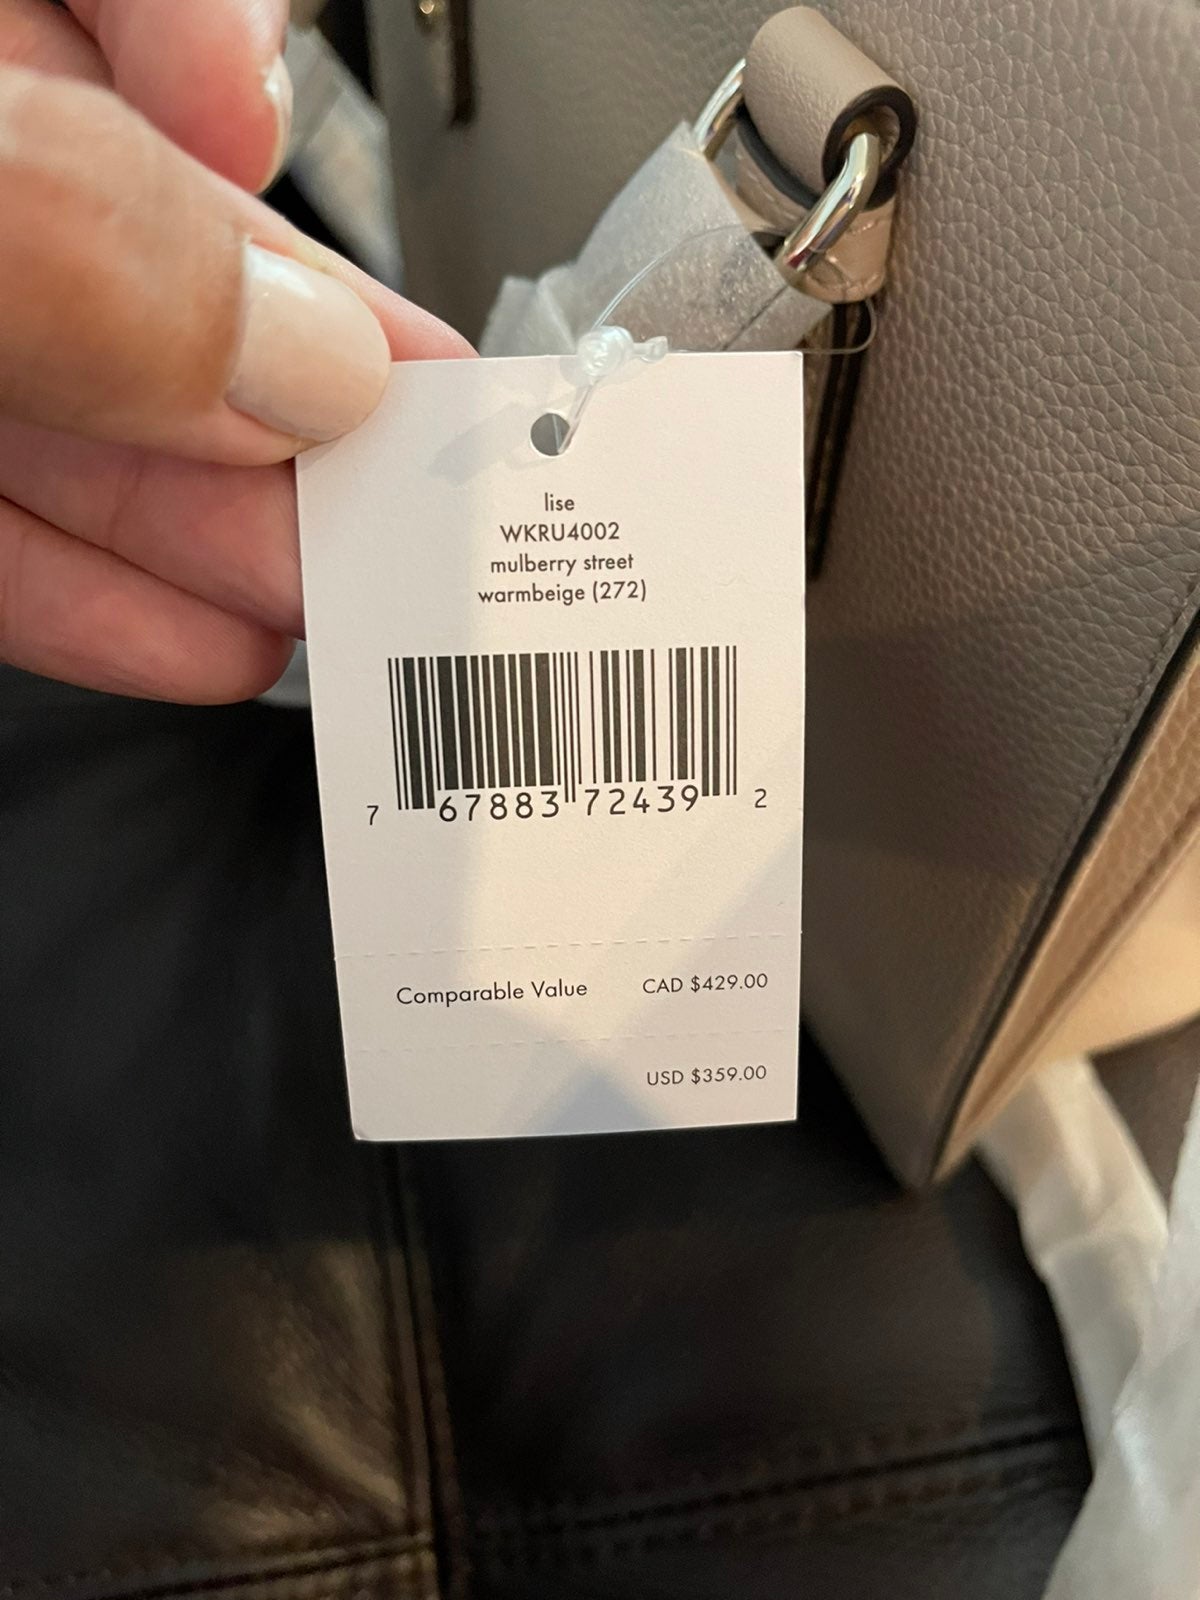 lise
WKRU4002
mulberry street
warmbeige (272)
7 67883 72439 2
Comparable Value CAD $429.00
USD $359.00